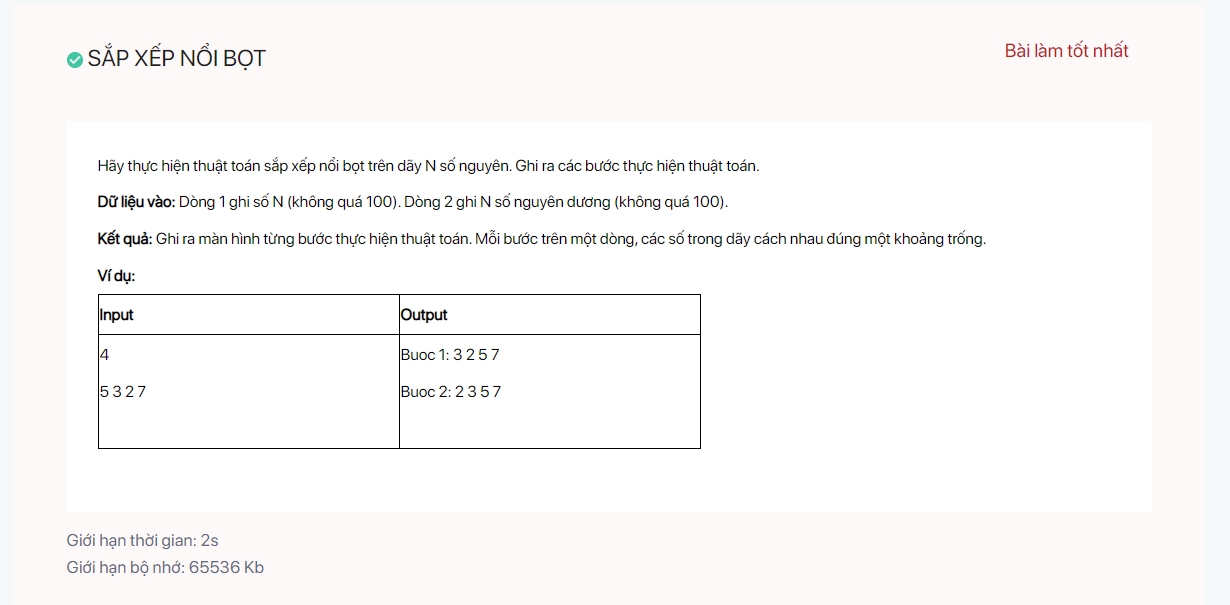 SẮP XẾP NỔI BỌT
Bài làm tốt nhất
Hãy thực hiện thuật toán sắp xếp nổi bọt trên dãy N số nguyên. Ghi ra các bước thực hiện thuật toán.
Dữ liệu vào: Dòng 1 ghi số N (không quá 100). Dòng 2 ghi N số nguyên dương (không quá 100).
Kết quả: Ghi ra màn hình từng bước thực hiện thuật toán. Mỗi bước trên một dòng, các số trong dãy cách nhau đúng một khoảng trống.
Ví dụ:
Input Output
4 Buoc 1: 3 2 5 7
5 3 2 7 Buoc 2: 2 3 5 7
Giới hạn thời gian: 2s
Giới hạn bộ nhớ: 65536 Kb